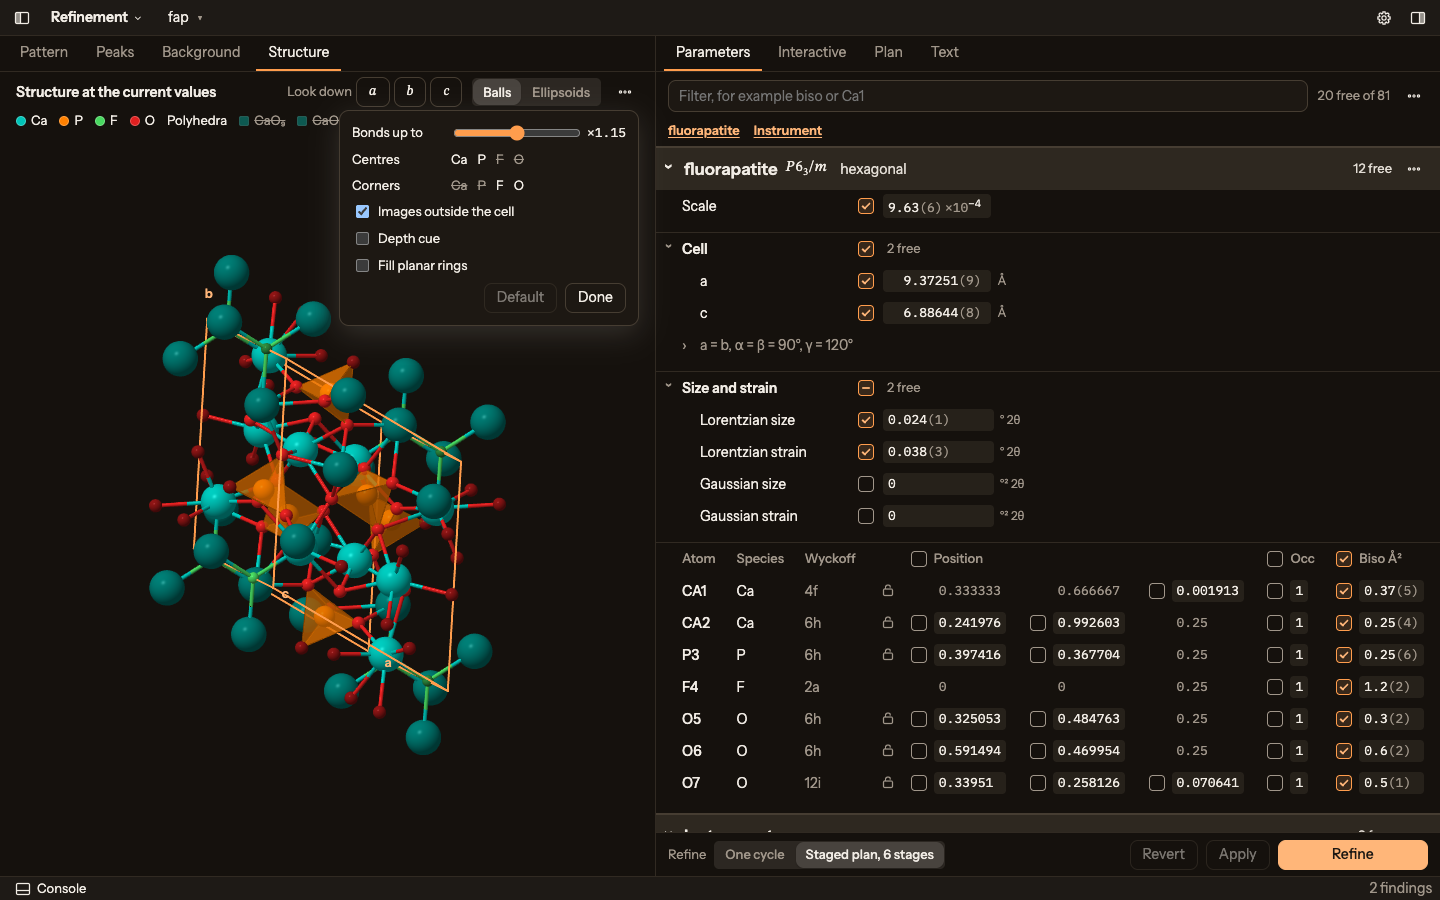 Refinement
fap
Pattern Peaks Background Structure
Structure at the current values
Look down a b c Balls Ellipsoids
Ca P F O Polyhedra CaO₉ CaO
Bonds up to ×1.15
Centres Ca P F O
Corners Ca P F O
Images outside the cell
Depth cue
Fill planar rings
Default Done
b
c
a
Parameters Interactive Plan Text
Filter, for example biso or Ca1
20 free of 81
fluorapatite Instrument
fluorapatite P6₃/m hexagonal 12 free
Scale 9.63(6) ×10⁻⁴
Cell 2 free
a 9.37251(9) Å
c 6.88644(8) Å
a = b, α = β = 90°, γ = 120°
Size and strain 2 free
Lorentzian size 0.024(1) ° 2θ
Lorentzian strain 0.038(3) ° 2θ
Gaussian size 0 °² 2θ
Gaussian strain 0 °² 2θ
Atom Species Wyckoff Position Occ Biso Å²
CA1 Ca 4f 0.333333 0.666667 0.001913 1 0.37(5)
CA2 Ca 6h 0.241976 0.992603 0.25 1 0.25(4)
P3 P 6h 0.397416 0.367704 0.25 1 0.25(6)
F4 F 2a 0 0 0.25 1 1.2(2)
O5 O 6h 0.325053 0.484763 0.25 1 0.3(2)
O6 O 6h 0.591494 0.469954 0.25 1 0.6(2)
O7 O 12i 0.33951 0.258126 0.070641 1 0.5(1)
Refine One cycle Staged plan, 6 stages Revert Apply Refine
Console
2 findings